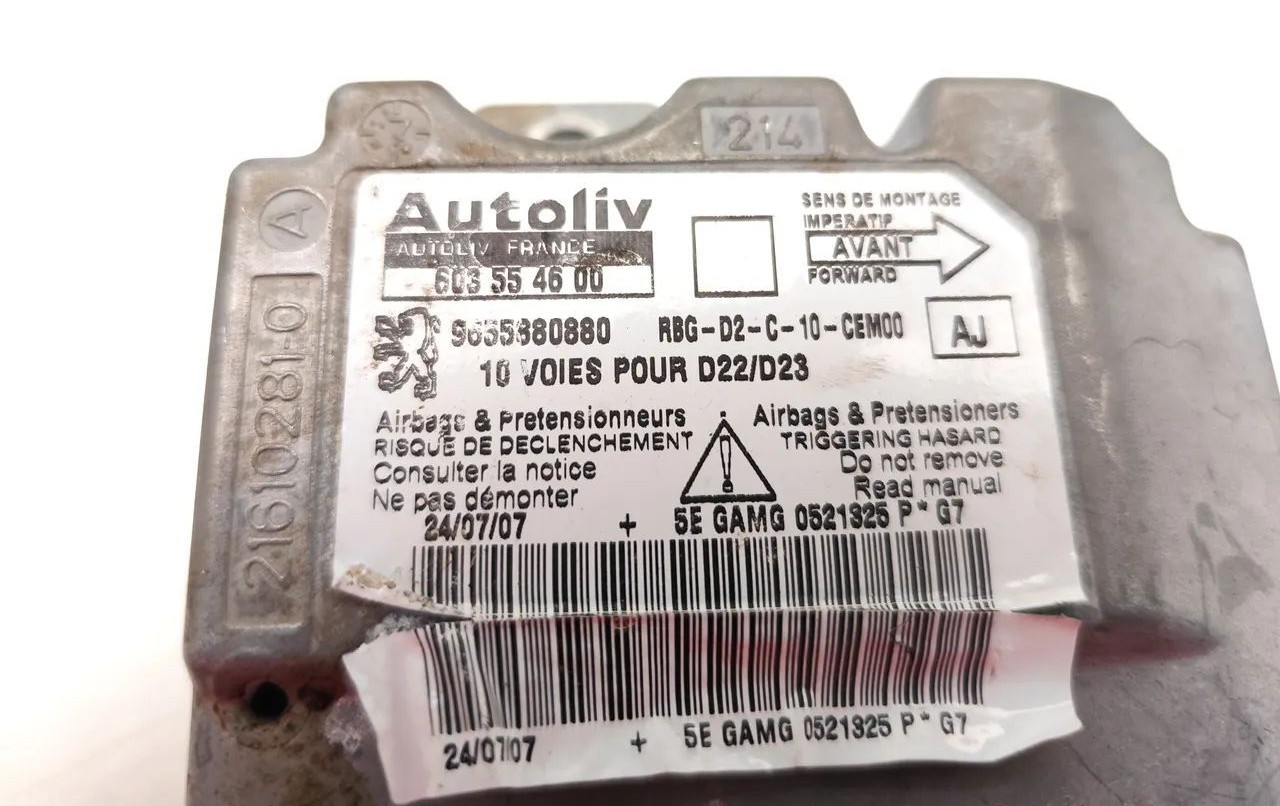 214
A
21610281-0
Autoliv
AUTOLIV FRANCE
603 55 46 00
SENS DE MONTAGE
IMPERATIF
AVANT
FORWARD
9655880880 RBG-D2-C-10-CEM00
AJ
10 VOIES POUR D22/D23
Airbags & Pretensionneurs
RISQUE DE DECLENCHEMENT
Consulter la notice
Ne pas démonter
Airbags & Pretensioners
TRIGGERING HASARD
Do not remove
Read manual
24/07/07 + 5E GAMG 0521325 P* G7
24/07/07 + 5E GAMG 0521325 P* G7